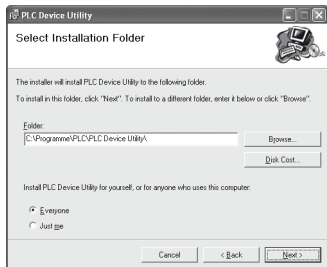 PLC Device Utility
Select Installation Folder
The installer will install PLC Device Utility to the following folder.
To install in this folder, click "Next". To install to a different folder, enter it below or click "Browse".
Folder:
C:\Programme\PLC\PLC Device Utility\
Browse...
Disk Cost...
Install PLC Device Utility for yourself, or for anyone who uses this computer:
Everyone
Just me
Cancel
< Back
Next >